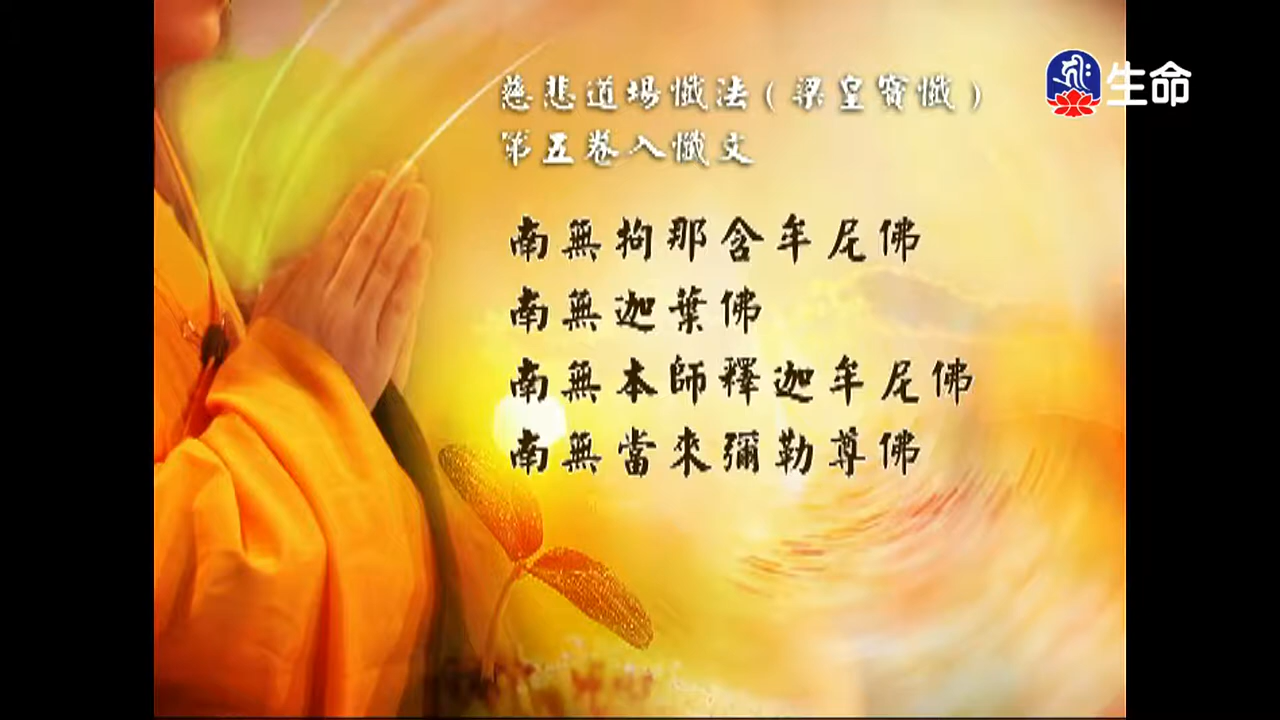 慈悲道場懺法(梁皇寶懺)
第五卷入懺文
生命
南無拘那含牟尼佛
南無迦葉佛
南無本師釋迦牟尼佛
南無當來彌勒尊佛